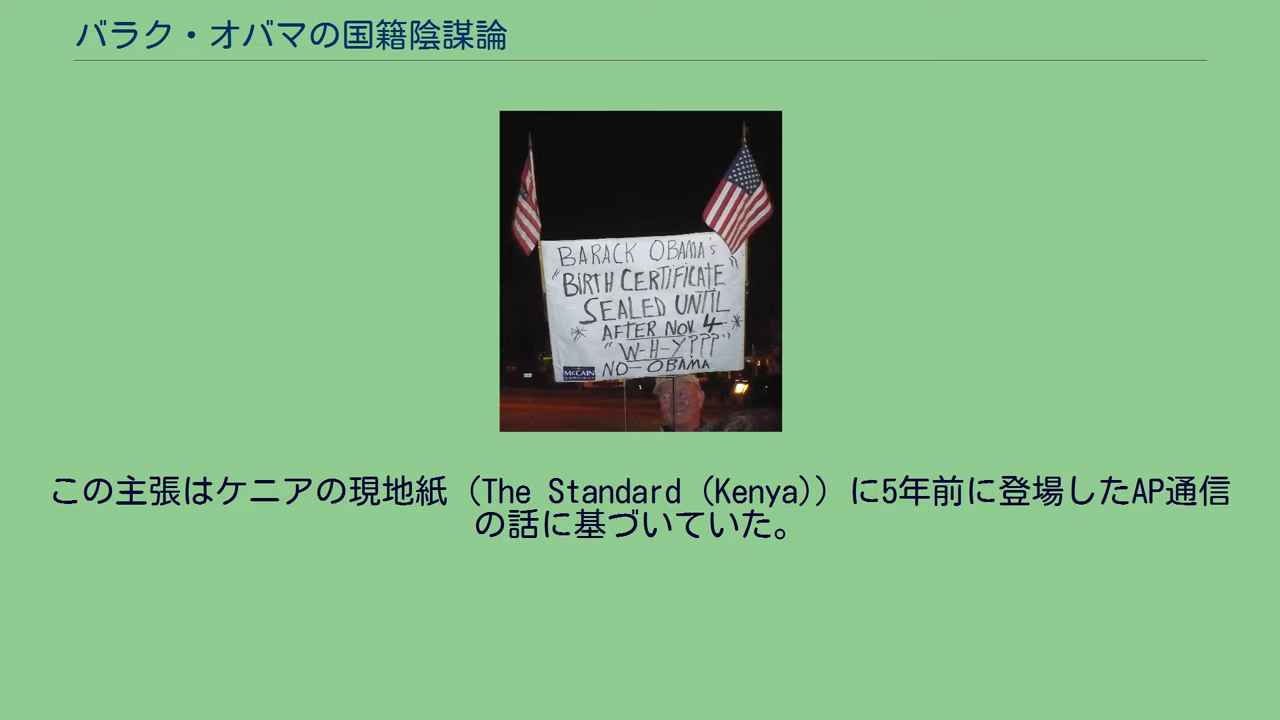 バラク・オバマの国籍陰謀論
BARACK OBAMA's
"BIRTH CERTIFICATE"
SEALED UNTIL
* AFTER NOV. 4 *
"W-H-Y???"
McCAIN
NO-OBAMA
この主張はケニアの現地紙（The Standard（Kenya））に5年前に登場したAP通信
の話に基づいていた。